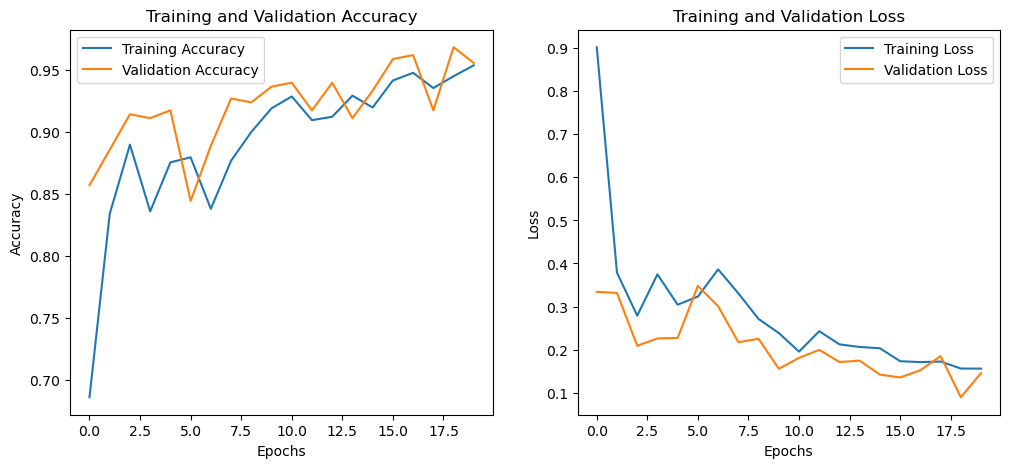 Training and Validation Accuracy
Training Accuracy
Validation Accuracy
Accuracy
0.95
0.90
0.85
0.80
0.75
0.70
0.0 2.5 5.0 7.5 10.0 12.5 15.0 17.5
Epochs
Training and Validation Loss
Training Loss
Validation Loss
Loss
0.9
0.8
0.7
0.6
0.5
0.4
0.3
0.2
0.1
0.0 2.5 5.0 7.5 10.0 12.5 15.0 17.5
Epochs